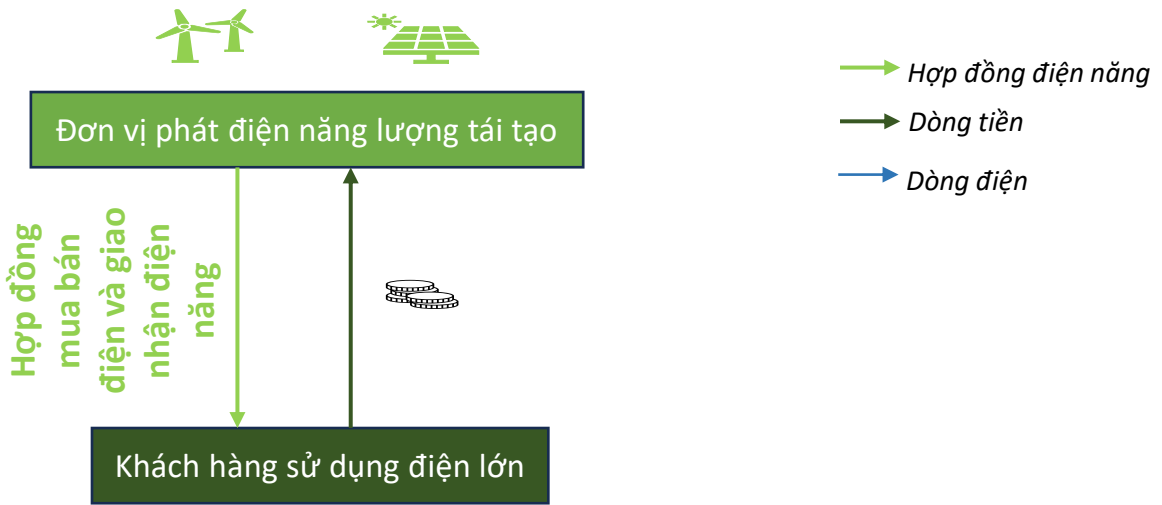 Đơn vị phát điện năng lượng tái tạo
Hợp đồng
mua bán
điện và giao
nhận điện
năng
Khách hàng sử dụng điện lớn
Hợp đồng điện năng
Dòng tiền
Dòng điện